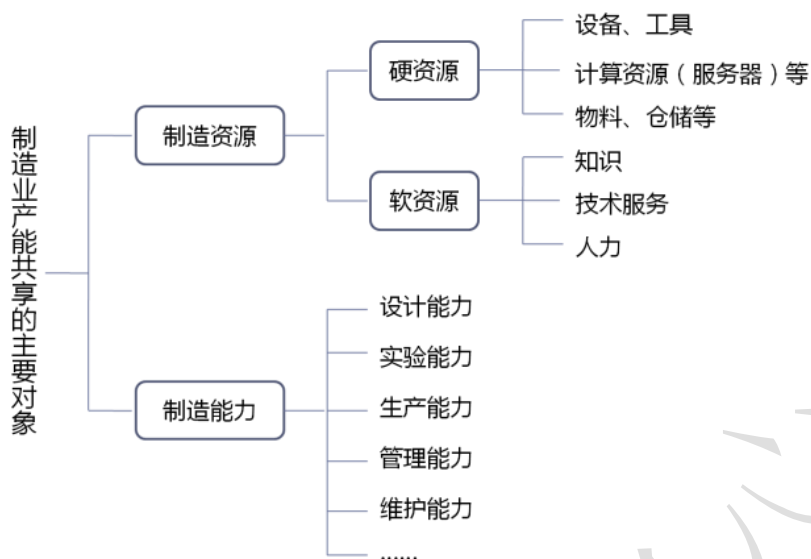 制造业产能共享的主要对象
制造资源
硬资源
设备、工具
计算资源（服务器）等
物料、仓储等
软资源
知识
技术服务
人力
制造能力
设计能力
实验能力
生产能力
管理能力
维护能力
......